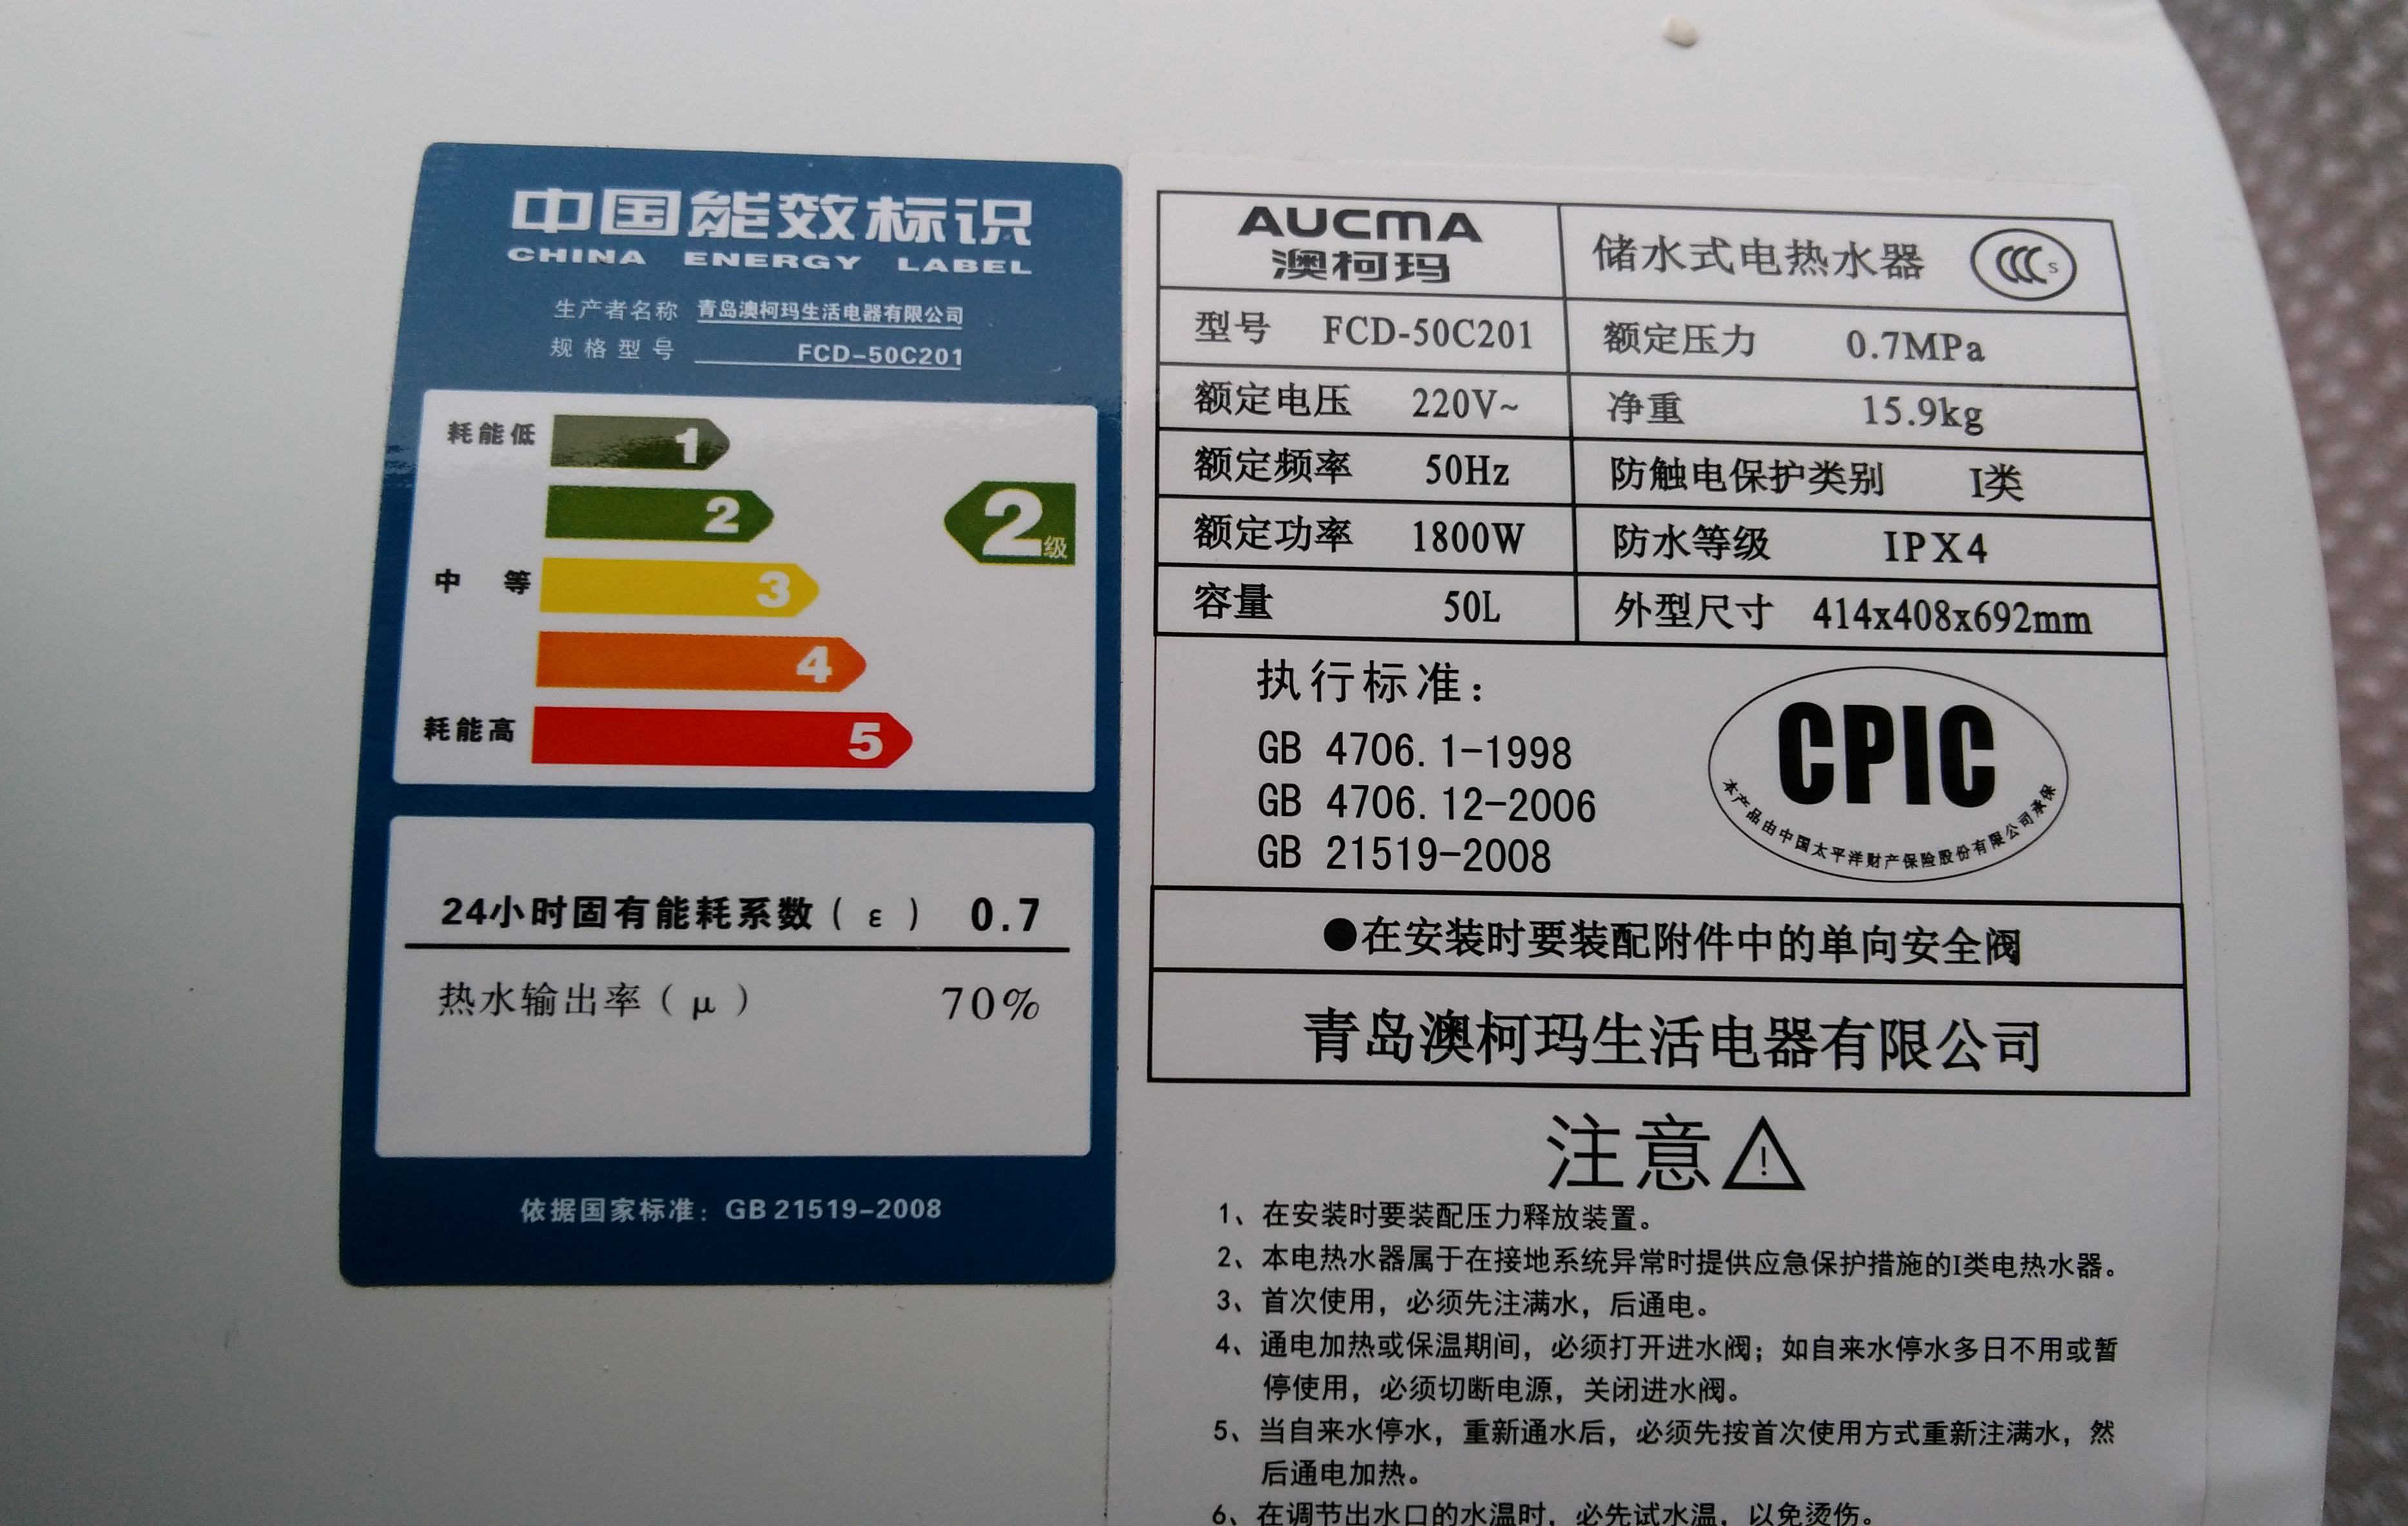 中国能效标识
CHINA ENERGY LABEL
生产者名称 青岛澳柯玛生活电器有限公司
规格型号 FCD-50C201
耗能低 1
2
2级
中等 3
4
耗能高 5
24小时固有能耗系数(ε) 0.7
热水输出率(μ) 70%
依据国家标准：GB 21519-2008
AUCMA
澳柯玛
储水式电热水器 CCC S
型号 FCD-50C201 额定压力 0.7MPa
额定电压 220V~ 净重 15.9kg
额定频率 50Hz 防触电保护类别 I类
额定功率 1800W 防水等级 IPX4
容量 50L 外型尺寸 414x408x692mm
执行标准：
GB 4706.1-1998
GB 4706.12-2006
GB 21519-2008
CPIC
本产品由中国太平洋财产保险股份有限公司承保
●在安装时要装配附件中的单向安全阀
青岛澳柯玛生活电器有限公司
注意
1、在安装时要装配压力释放装置。
2、本电热水器属于在接地系统异常时提供应急保护措施的I类电热水器。
3、首次使用，必须先注满水，后通电。
4、通电加热或保温期间，必须打开进水阀；如自来水停水多日不用或暂
停使用，必须切断电源，关闭进水阀。
5、当自来水停水，重新通水后，必须先按首次使用方式重新注满水，然
后通电加热。
6、在调节出水口的水温时，必先试水温，以免烫伤。